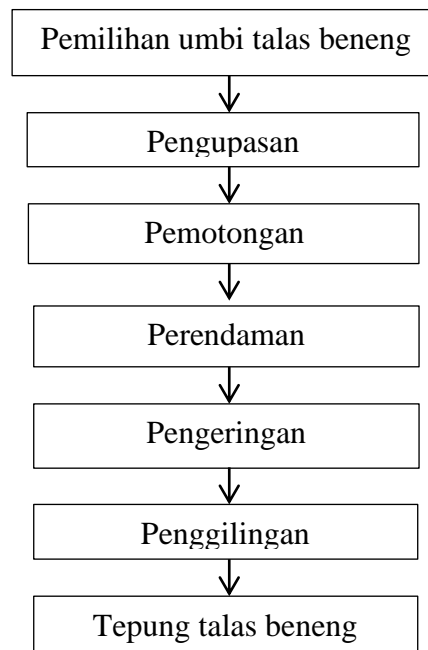 Pemilihan umbi talas beneng
Pengupasan
Pemotongan
Perendaman
Pengeringan
Penggilingan
Tepung talas beneng